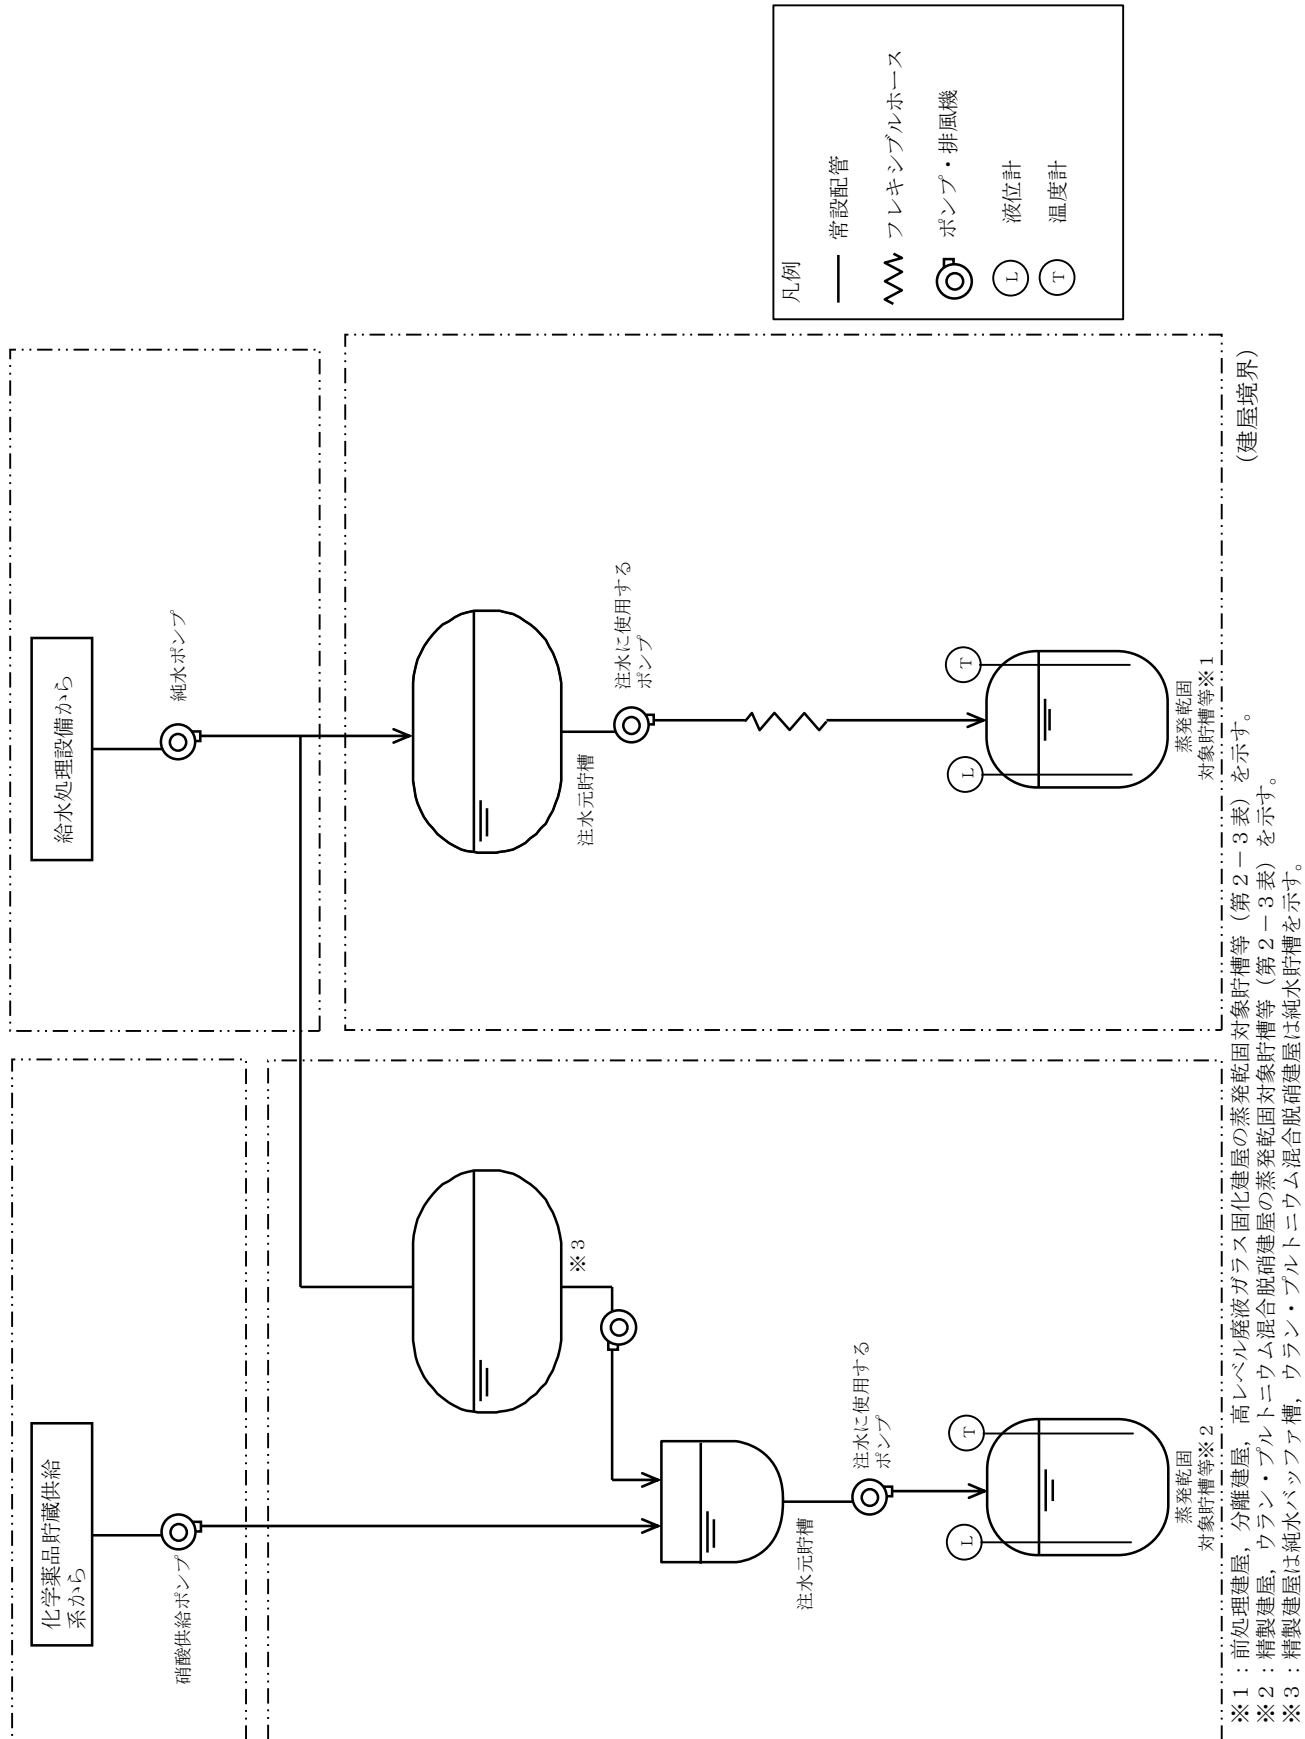 化学薬品貯蔵供給
系から
硝酸供給ポンプ
給水処理設備から
純水ポンプ
※3
注水元貯槽
注水に使用する
ポンプ
L
T
蒸発乾固
対象貯槽等※2
注水元貯槽
注水に使用する
ポンプ
L
T
蒸発乾固
対象貯槽等※1
凡例
常設配管
フレキシブルホース
ポンプ・排風機
L 液位計
T 温度計
(建屋境界)
※1:前処理建屋,分離建屋,高レベル廃液ガラス固化建屋の蒸発乾固対象貯槽等(第2-3表)を示す。
※2:精製建屋,ウラン・プルトニウム混合脱硝建屋の蒸発乾固対象貯槽等(第2-3表)を示す。
※3:精製建屋は純水バッファ槽,ウラン・プルトニウム混合脱硝建屋は純水貯槽を示す。